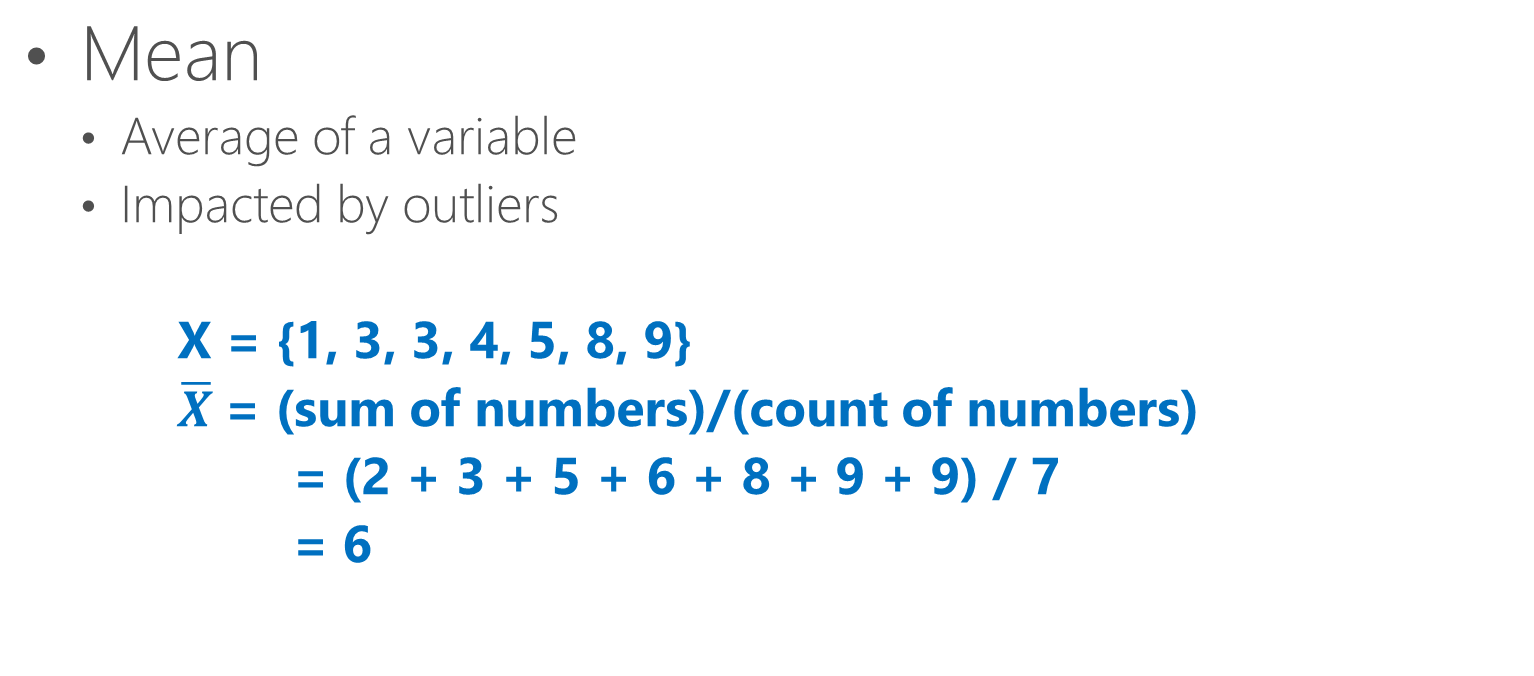 • Mean
• Average of a variable
• Impacted by outliers
X = {1, 3, 3, 4, 5, 8, 9}
X̅ = (sum of numbers)/(count of numbers)
= (2 + 3 + 5 + 6 + 8 + 9 + 9) / 7
= 6